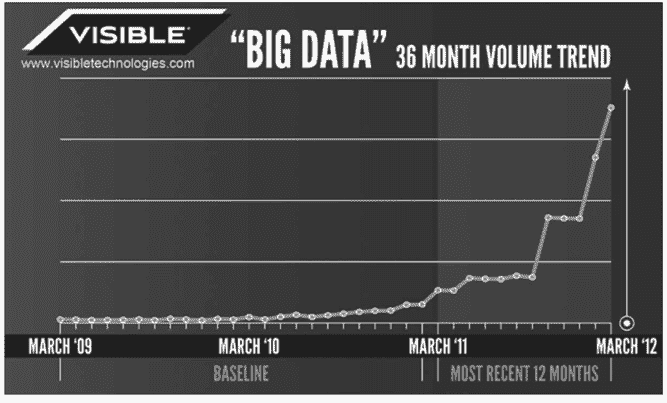 VISIBLE®
www.visibletechnologies.com
“BIG DATA” 36 MONTH VOLUME TREND
MARCH '09 MARCH '10 MARCH '11 MARCH '12
BASELINE MOST RECENT 12 MONTHS